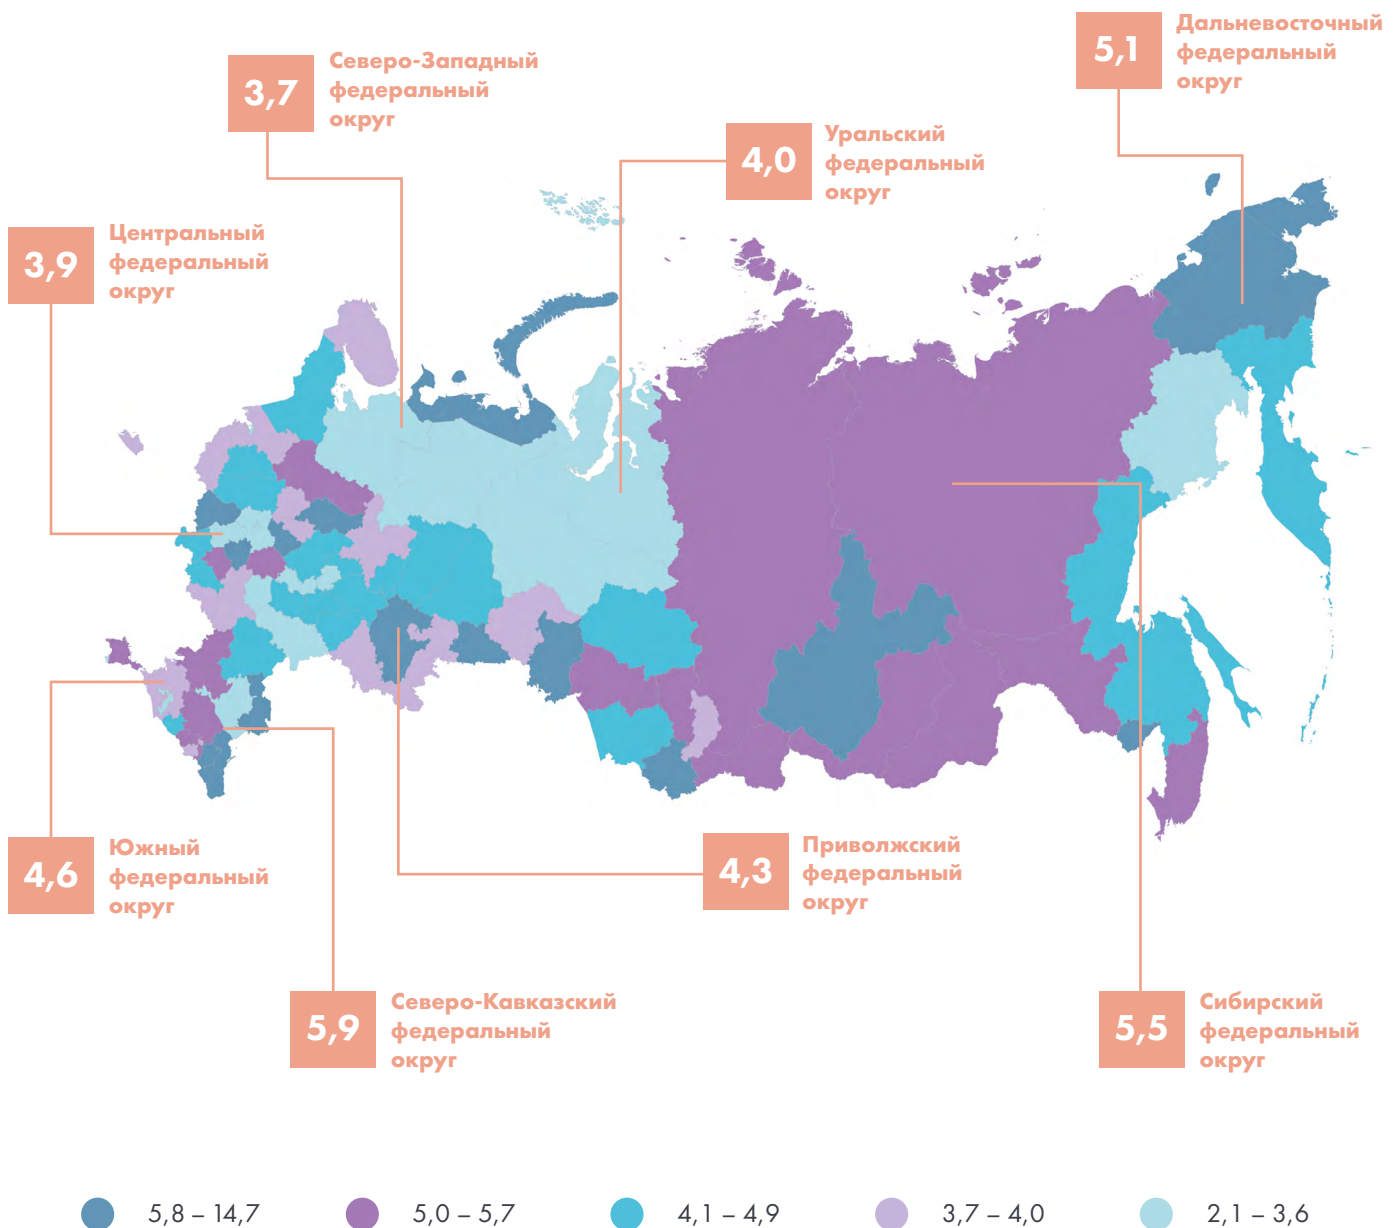 5,1
Дальневосточный
федеральный
округ
3,7
Северо-Западный
федеральный
округ
4,0
Уральский
федеральный
округ
3,9
Центральный
федеральный
округ
4,6
Южный
федеральный
округ
4,3
Приволжский
федеральный
округ
5,9
Северо-Кавказский
федеральный
округ
5,5
Сибирский
федеральный
округ
5,8 – 14,7
5,0 – 5,7
4,1 – 4,9
3,7 – 4,0
2,1 – 3,6